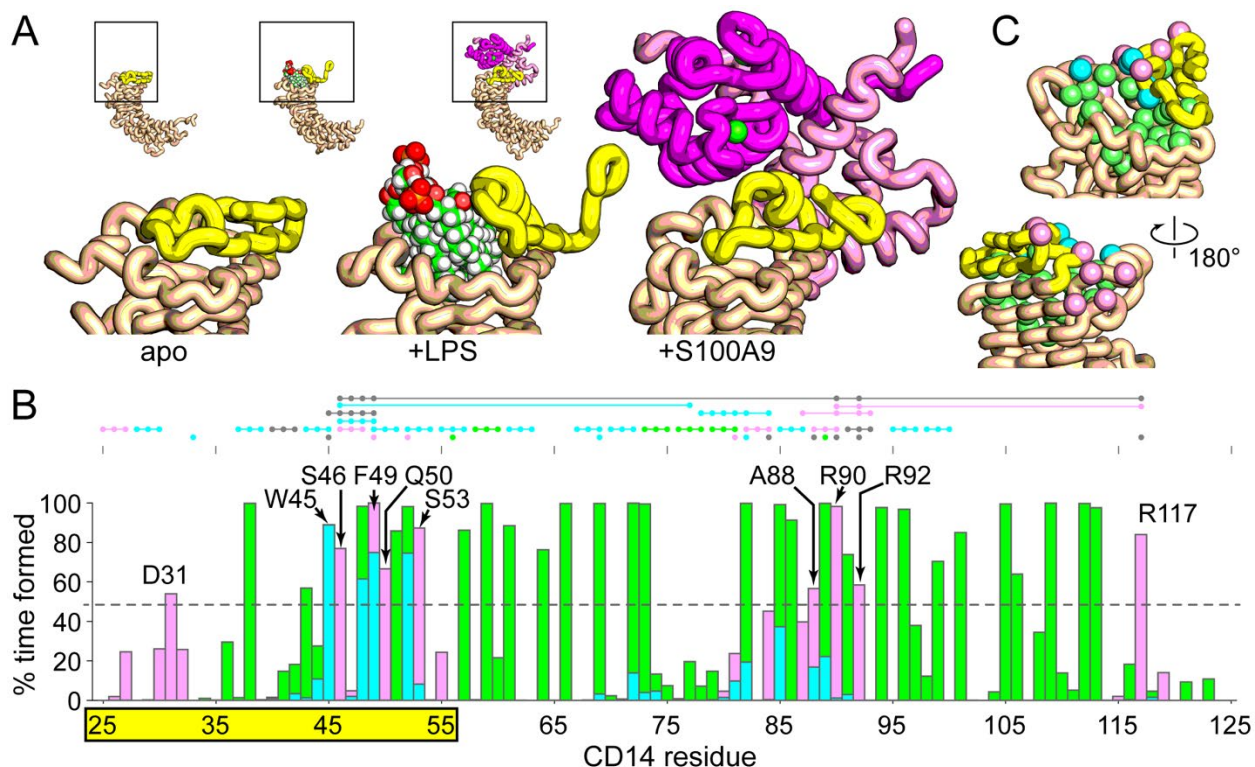 A
C
apo
+LPS
+S100A9
180°
B
S46 F49 Q50
W45
S53
A88 R90
R92
D31
R117
% time formed
100
80
60
40
20
0
25 35 45 55 65 75 85 95 105 115 125
CD14 residue